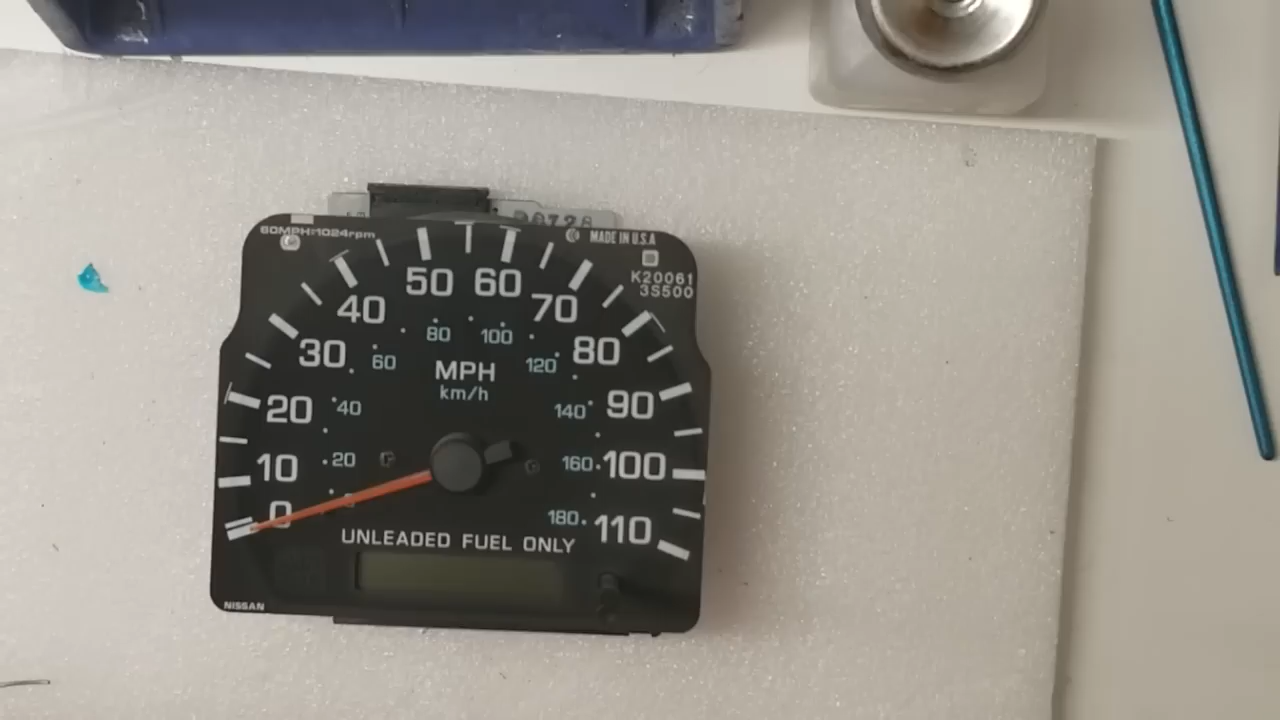 60MPH=1024rpm
MADE IN U.S.A
K20061
3S500
50 60
40 70
80 100
30 60 120 80
MPH
km/h
20 40 140 90
10 20 160 100
0 0
180 110
UNLEADED FUEL ONLY
NISSAN